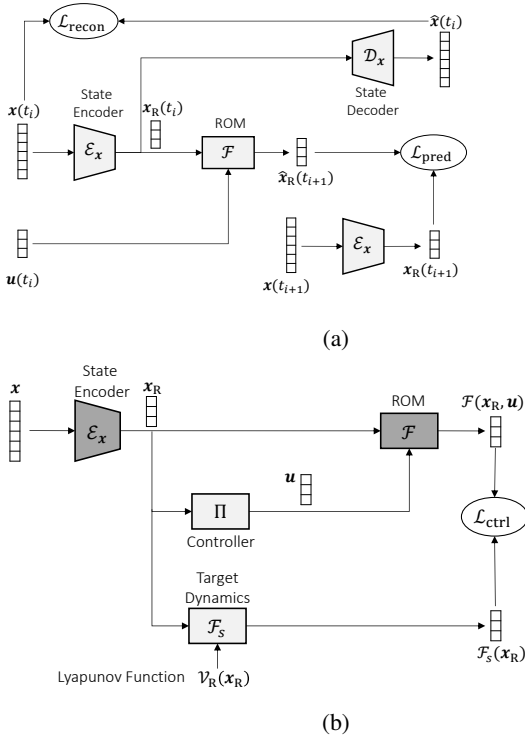 ℒ_recon
x̂(t_i)
𝒟_x
State
Decoder
x(t_i)
State
Encoder
x_R(t_i)
ROM
ℰ_x
ℱ
x̂_R(t_{i+1})
ℒ_pred
u(t_i)
ℰ_x
x(t_{i+1})
x_R(t_{i+1})
(a)
State
Encoder
x
x_R
ROM
ℱ(x_R, u)
ℰ_x
ℱ
u
Π
Controller
ℒ_ctrl
Target
Dynamics
ℱ_s
ℱ_s(x_R)
Lyapunov Function
𝒱_R(x_R)
(b)